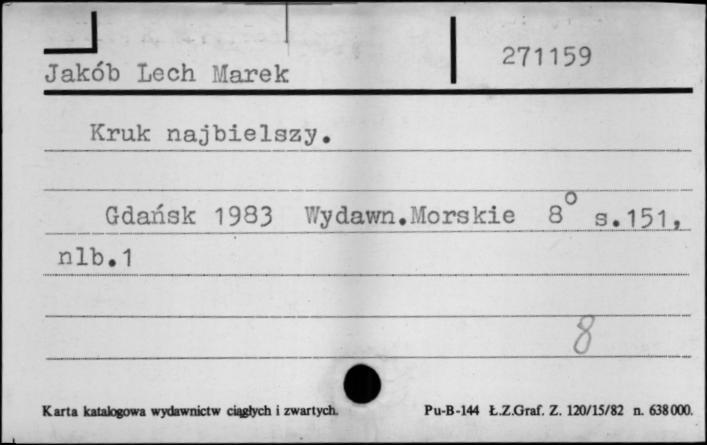 271159
Jakób Lech Marek
Kruk najbielszy.
Gdańsk 1983 Wydawn.Morskie 8° s.151,
nlb.1
8
Karta katalogowa wydawnictw ciągłych i zwartych. Pu-B-144 Ł.Z.Graf. Z. 120/15/82 n. 638000.